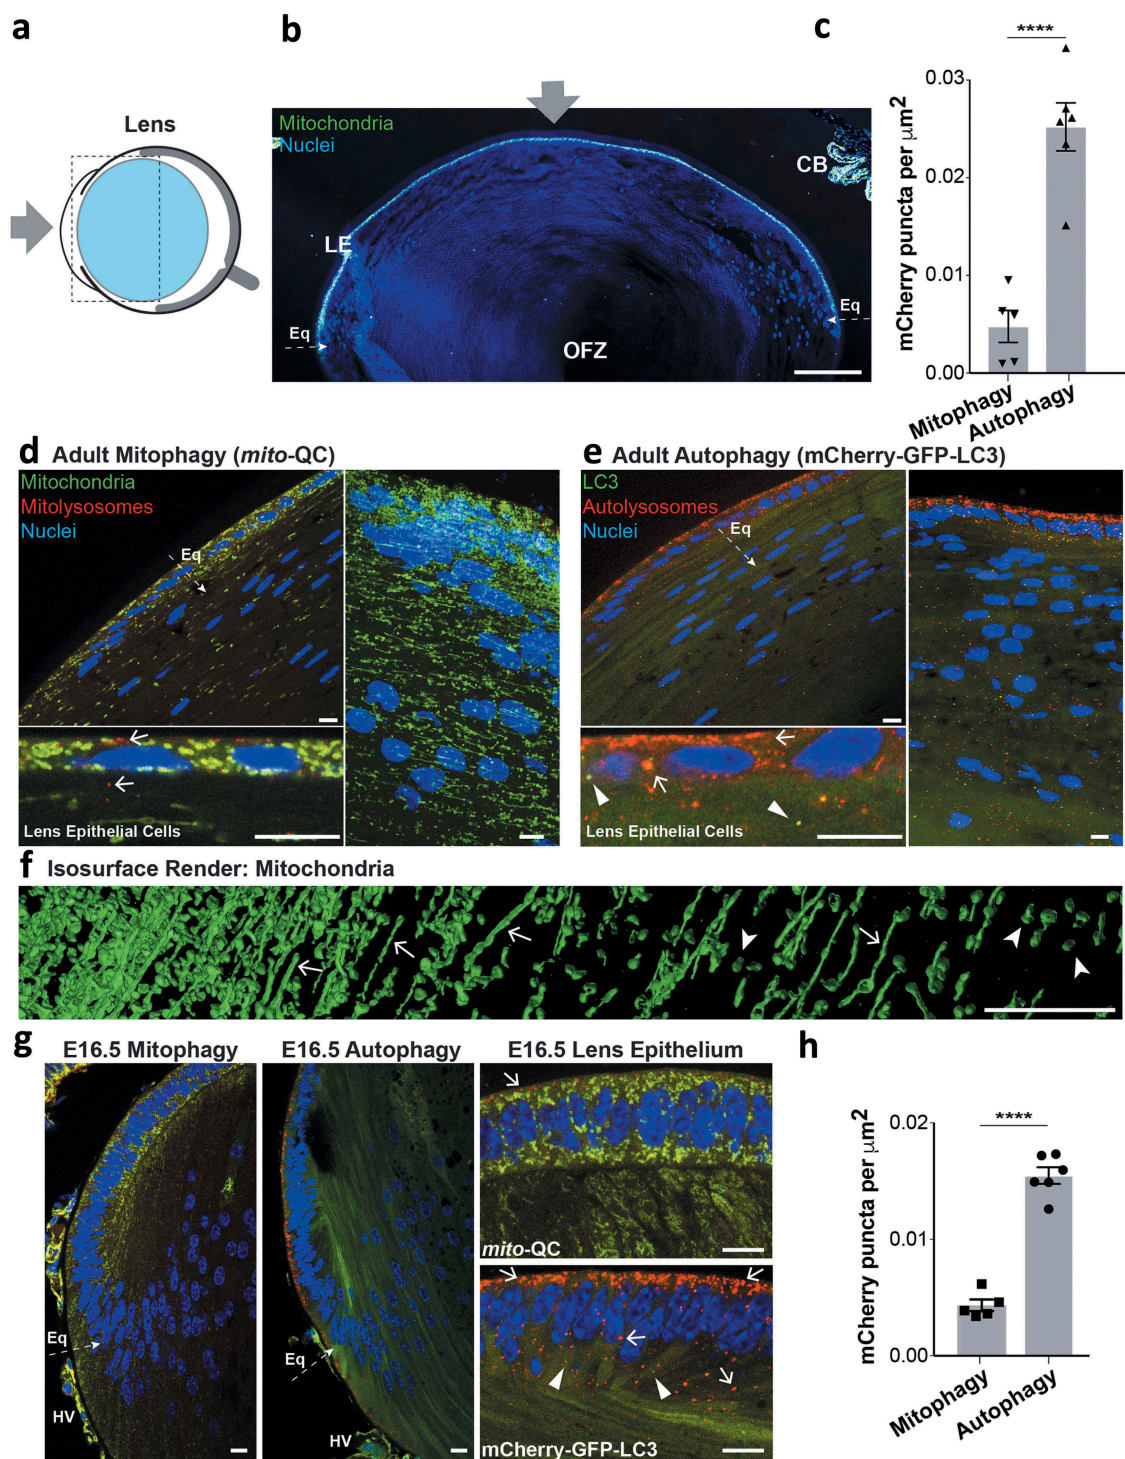 a
Lens
b
Mitochondria
Nuclei
CB
LE
Eq
Eq
OFZ
c
****
mCherry puncta per μm2
0.03
0.02
0.01
0.00
Mitophagy
Autophagy
d Adult Mitophagy (mito-QC)
Mitochondria
Mitolysosomes
Nuclei
Eq
Lens Epithelial Cells
e Adult Autophagy (mCherry-GFP-LC3)
LC3
Autolysosomes
Nuclei
Eq
Lens Epithelial Cells
f Isosurface Render: Mitochondria
g
E16.5 Mitophagy
Eq
HV
E16.5 Autophagy
Eq
HV
E16.5 Lens Epithelium
mito-QC
mCherry-GFP-LC3
h
****
mCherry puncta per μm2
0.02
0.01
0.00
Mitophagy
Autophagy